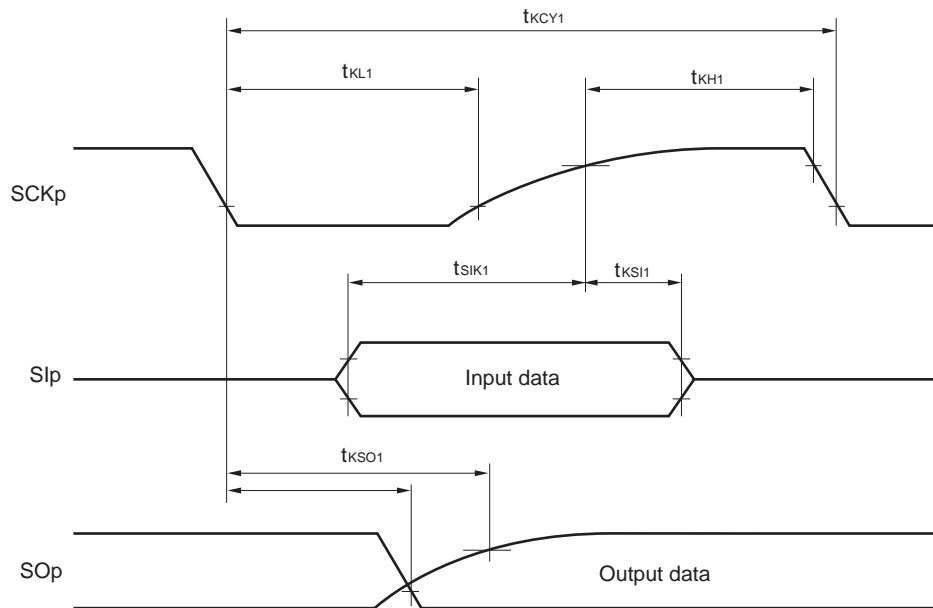 tKCY1
tKL1
tKH1
SCKp
tSIK1
tKSI1
SIp
Input data
tKSO1
SOp
Output data